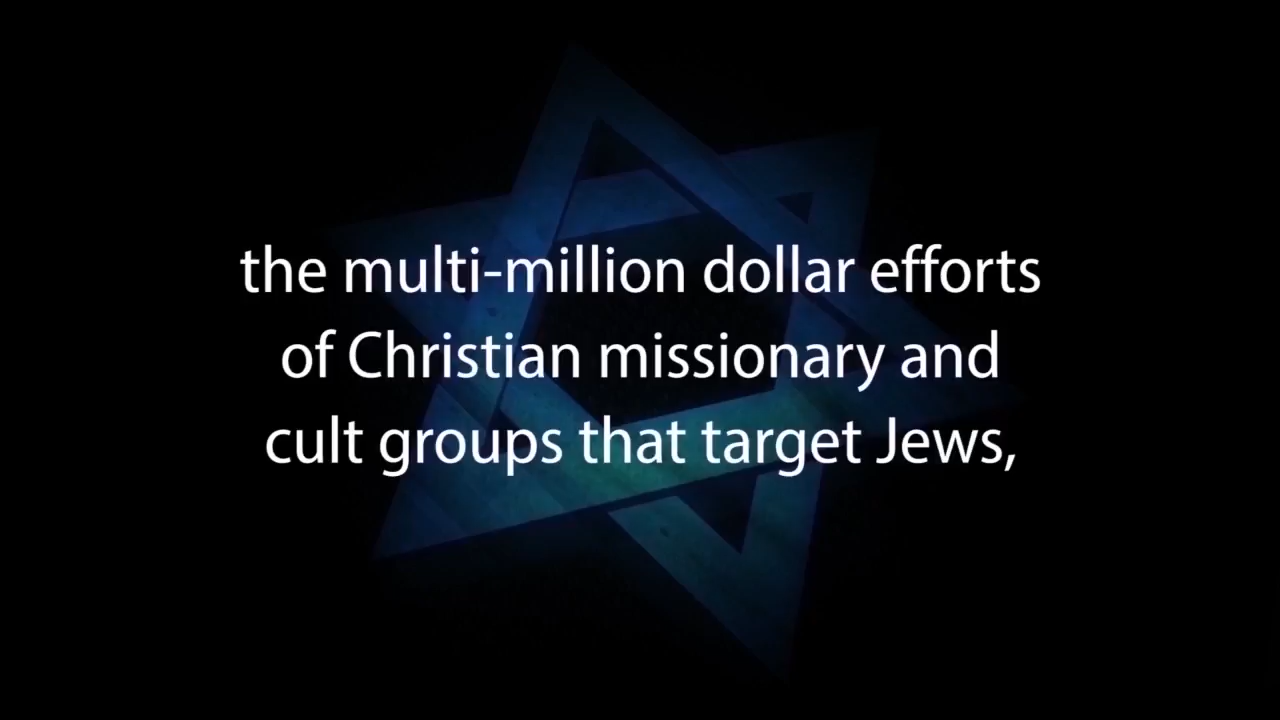 the multi-million dollar efforts
of Christian missionary and
cult groups that target Jews,